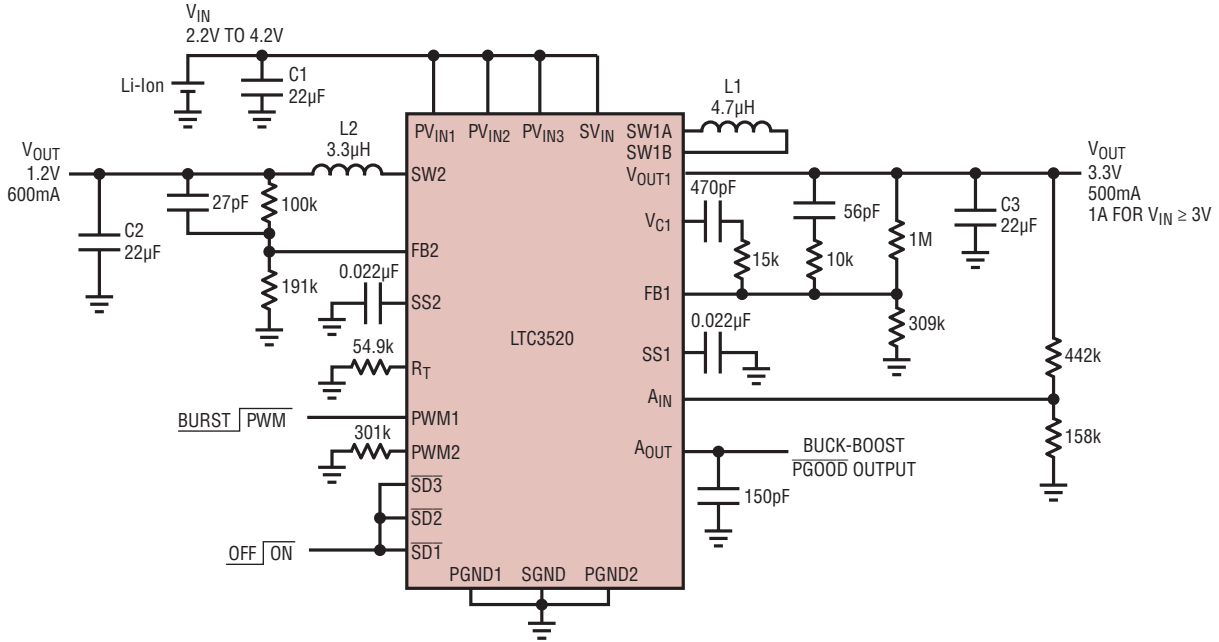 VIN
2.2V TO 4.2V
Li-Ion
C1
22µF
L1
4.7µH
PVIN1 PVIN2 PVIN3 SVIN SW1A
SW1B
L2
3.3µH
VOUT
1.2V
600mA
SW2
VOUT1
VOUT
3.3V
500mA
1A FOR VIN ≥ 3V
27pF
100k
C2
22µF
470pF
VC1
56pF
15k
10k
1M
C3
22µF
FB2
191k
FB1
309k
0.022µF
SS2
0.022µF
SS1
LTC3520
54.9k
RT
442k
AIN
158k
BURST PWM
PWM1
301k
PWM2
AOUT
BUCK-BOOST
PGOOD OUTPUT
150pF
SD3
SD2
SD1
OFF ON
PGND1 SGND PGND2